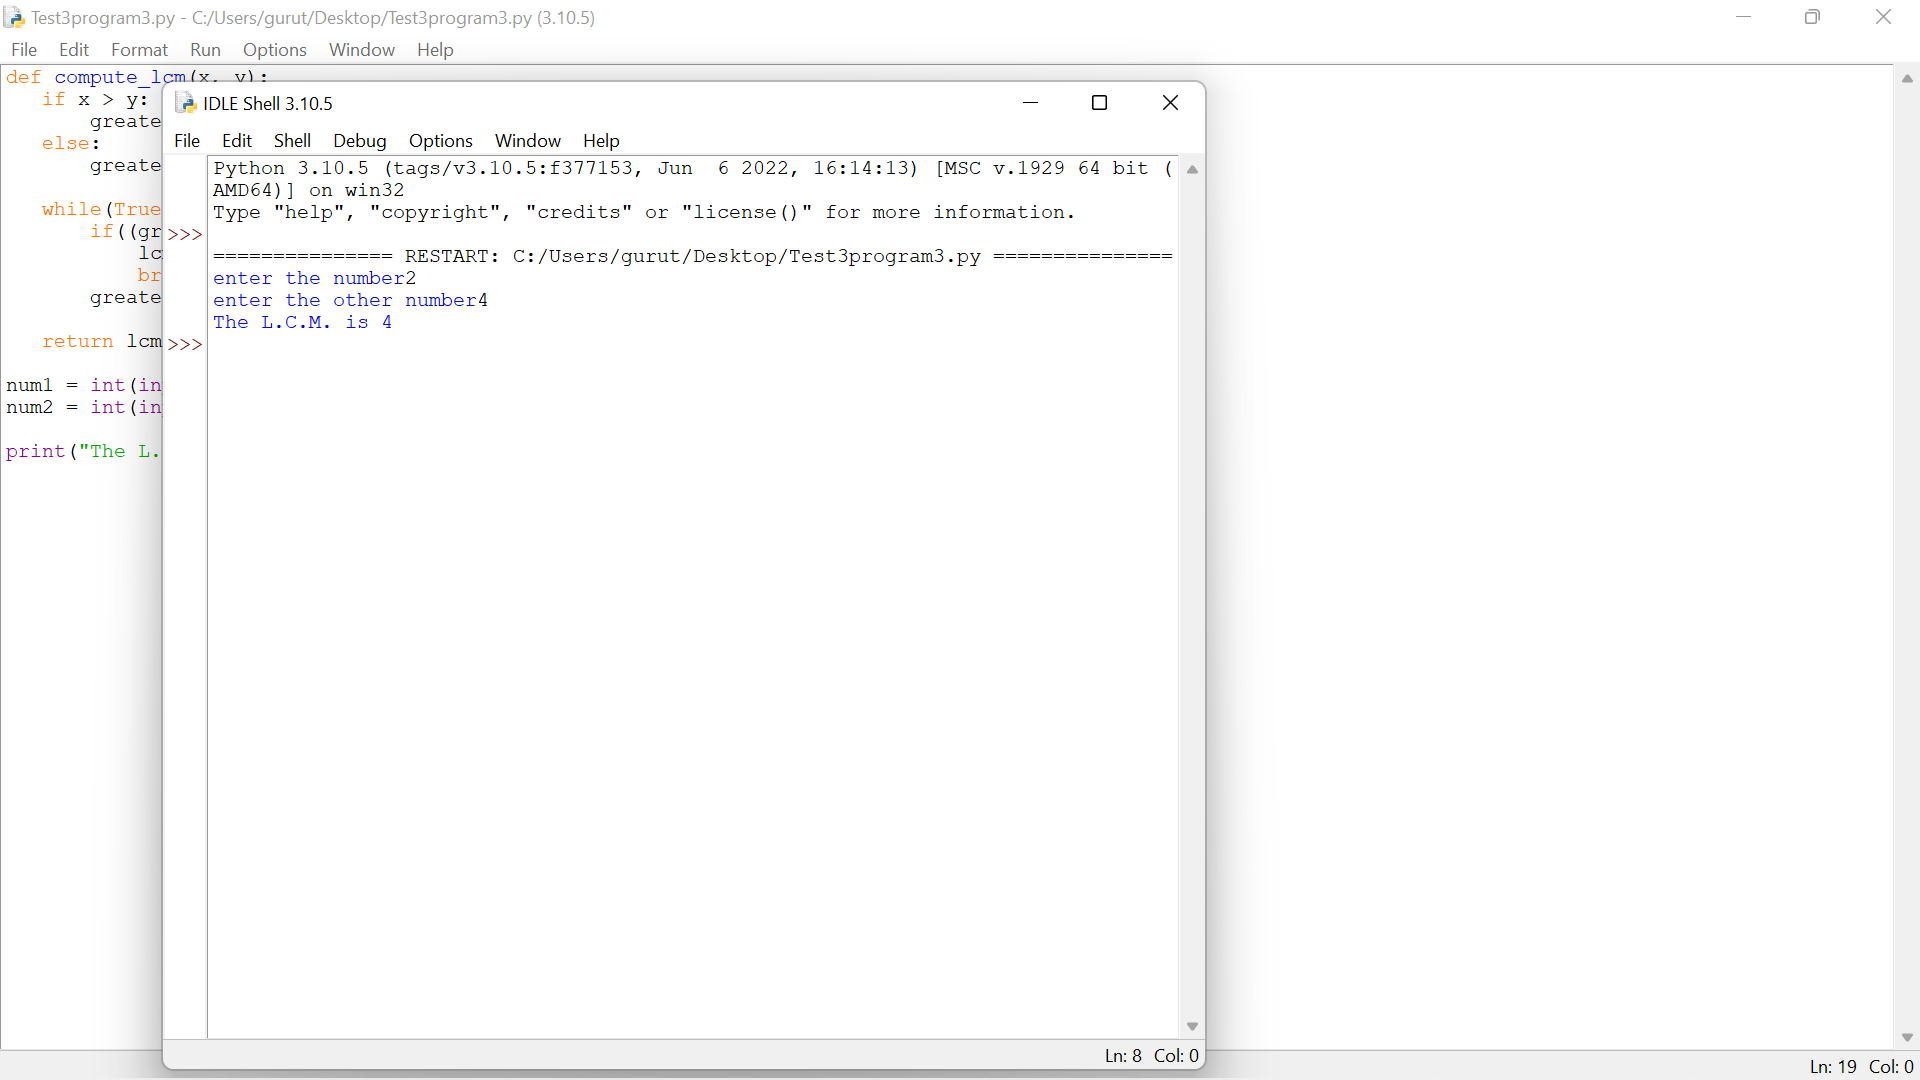 Test3program3.py - C:/Users/gurut/Desktop/Test3program3.py (3.10.5)
File Edit Format Run Options Window Help
def compute_lcm(x, y):
if x > y:
greate
else:
greate
while(True
if((gr
lc
br
greate
return lcm
num1 = int(in
num2 = int(in
print("The L.
IDLE Shell 3.10.5
File Edit Shell Debug Options Window Help
Python 3.10.5 (tags/v3.10.5:f377153, Jun  6 2022, 16:14:13) [MSC v.1929 64 bit (
AMD64)] on win32
Type "help", "copyright", "credits" or "license()" for more information.
>>>
=============== RESTART: C:/Users/gurut/Desktop/Test3program3.py ===============
enter the number2
enter the other number4
The L.C.M. is 4
>>>
Ln: 8 Col: 0
Ln: 19 Col: 0